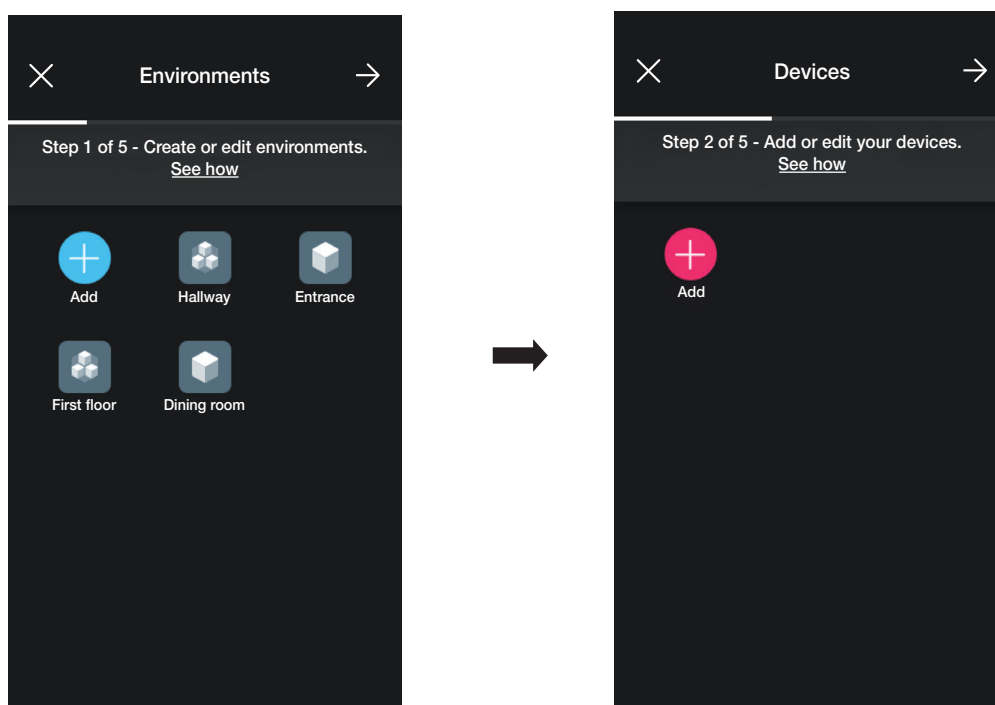 Environments
Step 1 of 5 - Create or edit environments.
See how
Add
Hallway
Entrance
First floor
Dining room
Devices
Step 2 of 5 - Add or edit your devices.
See how
Add